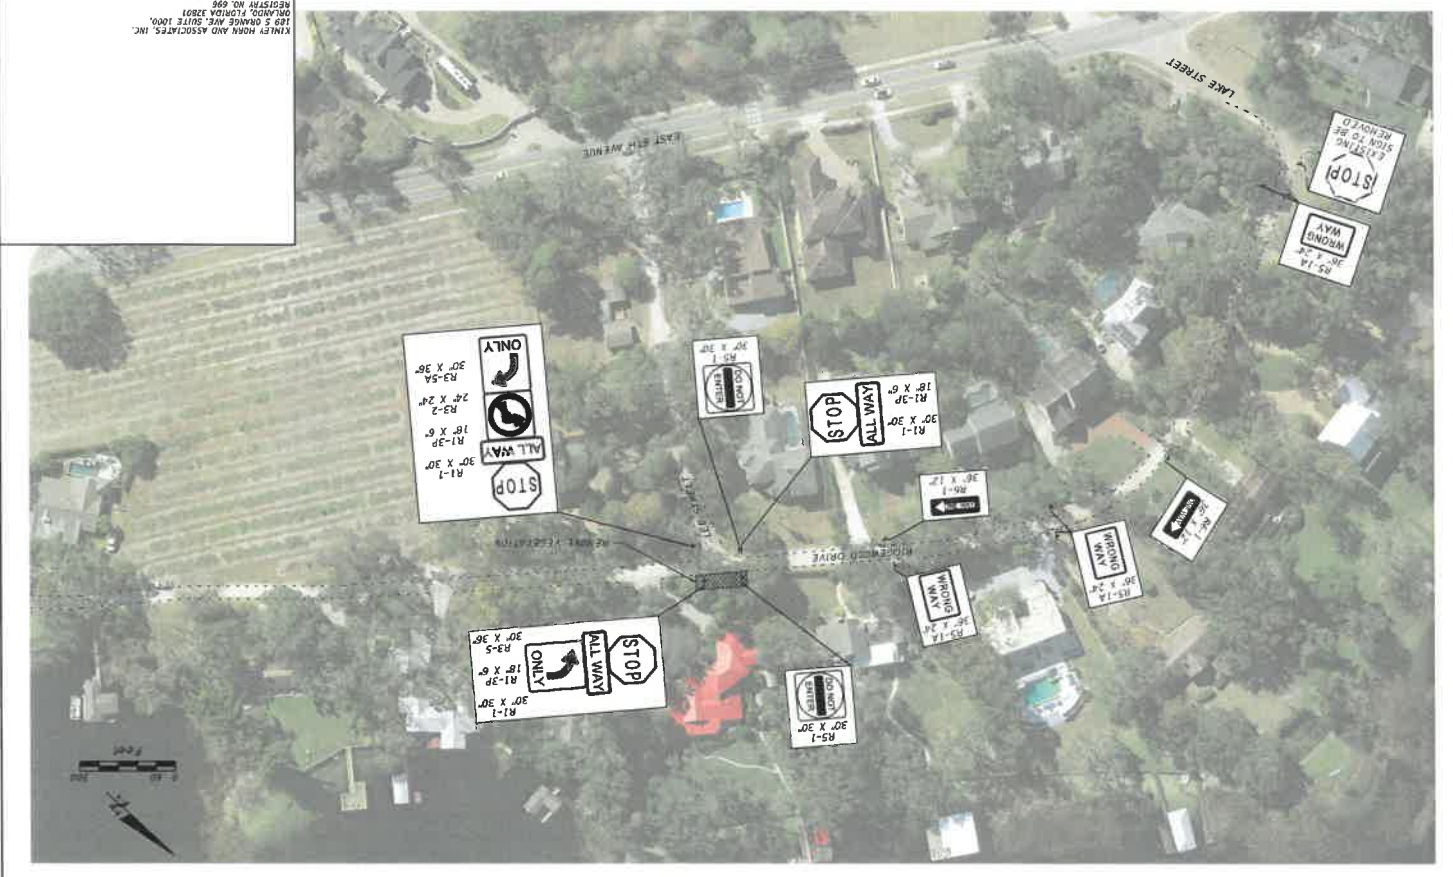 KIMLEY HORN AND ASSOCIATES, INC.
189 S ORANGE AVE. SUITE 1000,
ORLANDO, FLORIDA 32801
REGISTRY NO. 696
Feet
R5-1
30" X 30"
DO NOT
ENTER
R1-1
30" X 30"
R1-3P
18" X 6"
R3-5
30" X 36"
STOP
ALL WAY
ONLY
R5-1A
36" X 24"
WRONG
WAY
R5-1A
36" X 24"
WRONG
WAY
R6-1
36" X 12"
RIDGEWOOD DRIVE
REMOVE VEGETATION
LEE STREET
R6-1
36" X 12"
STOP
ALL WAY
ONLY
R1-1
30" X 30"
R1-3P
18" X 6"
R3-2
24" X 24"
R3-5A
30" X 36"
R1-1
30" X 30"
R1-3P
18" X 6"
STOP
ALL WAY
DO NOT
ENTER
R5-1
30" X 30"
R5-1A
36" X 24"
WRONG
WAY
STOP
EXISTING
SIGN TO BE
REMOVED
LAKE STREET